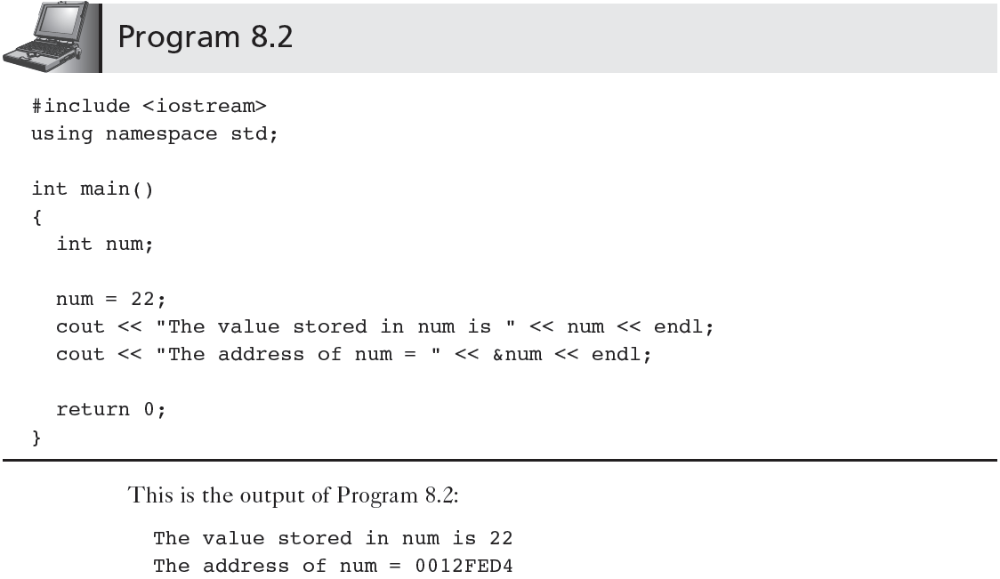 Program 8.2
#include <iostream>
using namespace std;
int main()
{
int num;
num = 22;
cout << "The value stored in num is " << num << endl;
cout << "The address of num = " << &num << endl;
return 0;
}
This is the output of Program 8.2:
The value stored in num is 22
The address of num = 0012FED4